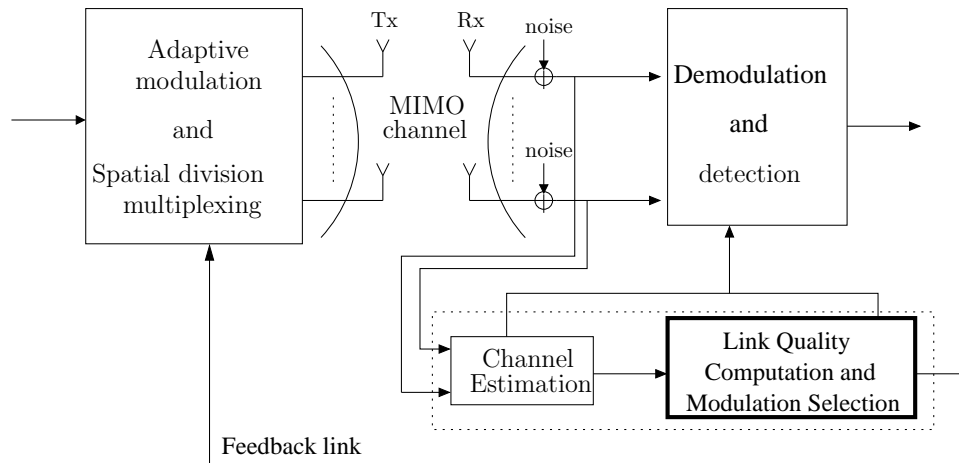 Adaptive
modulation
and
Spatial division
multiplexing
Tx
Rx
MIMO
channel
noise
noise
Demodulation
and
detection
Channel
Estimation
Link Quality
Computation and
Modulation Selection
Feedback link